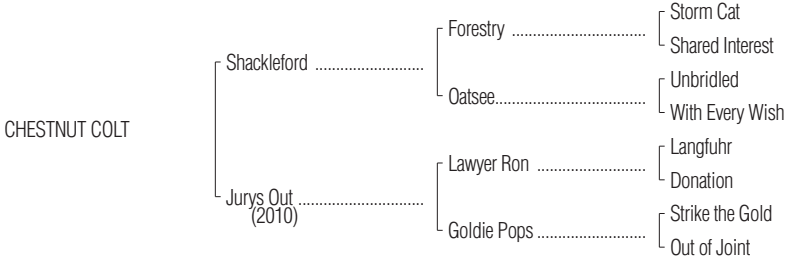 Storm Cat
Forestry ..............................
Shared Interest
Shackleford ........................
Unbridled
Oatsee.................................
With Every Wish
CHESTNUT COLT
Langfuhr
Lawyer Ron ........................
Donation
Jurys Out ............................
(2010)
Strike the Gold
Goldie Pops ........................
Out of Joint